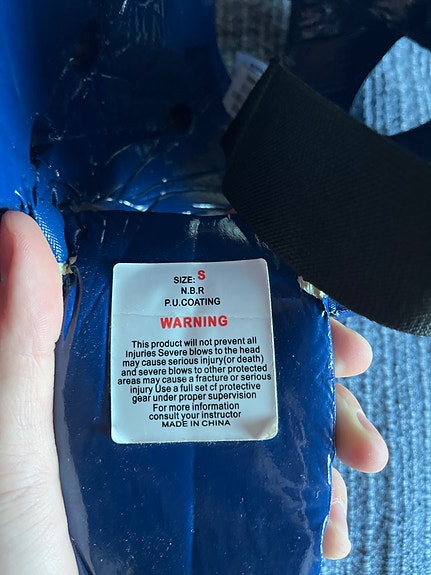 SIZE: S
N.B.R
P.U.COATING
WARNING
This product will not prevent all
Injuries Severe blows to the head
may cause serious injury(or death)
and severe blows to other protected
areas may cause a fracture or serious
injury Use a full set cf protective
gear under proper supervision
For more information
consult your instructor
MADE IN CHINA